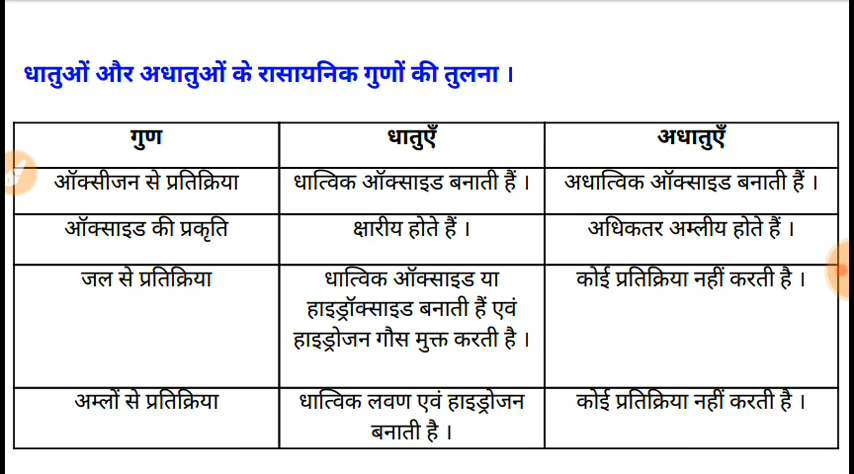 धातुओं और अधातुओं के रासायनिक गुणों की तुलना ।
गुण
धातुएँ
अधातुएँ
ऑक्सीजन से प्रतिक्रिया
धात्विक ऑक्साइड बनाती हैं ।
अधात्विक ऑक्साइड बनाती हैं ।
ऑक्साइड की प्रकृति
क्षारीय होते हैं ।
अधिकतर अम्लीय होते हैं ।
जल से प्रतिक्रिया
धात्विक ऑक्साइड या
हाइड्रॉक्साइड बनाती हैं एवं
हाइड्रोजन गौस मुक्त करती है ।
कोई प्रतिक्रिया नहीं करती है ।
अम्लों से प्रतिक्रिया
धात्विक लवण एवं हाइड्रोजन
बनाती है ।
कोई प्रतिक्रिया नहीं करती है ।